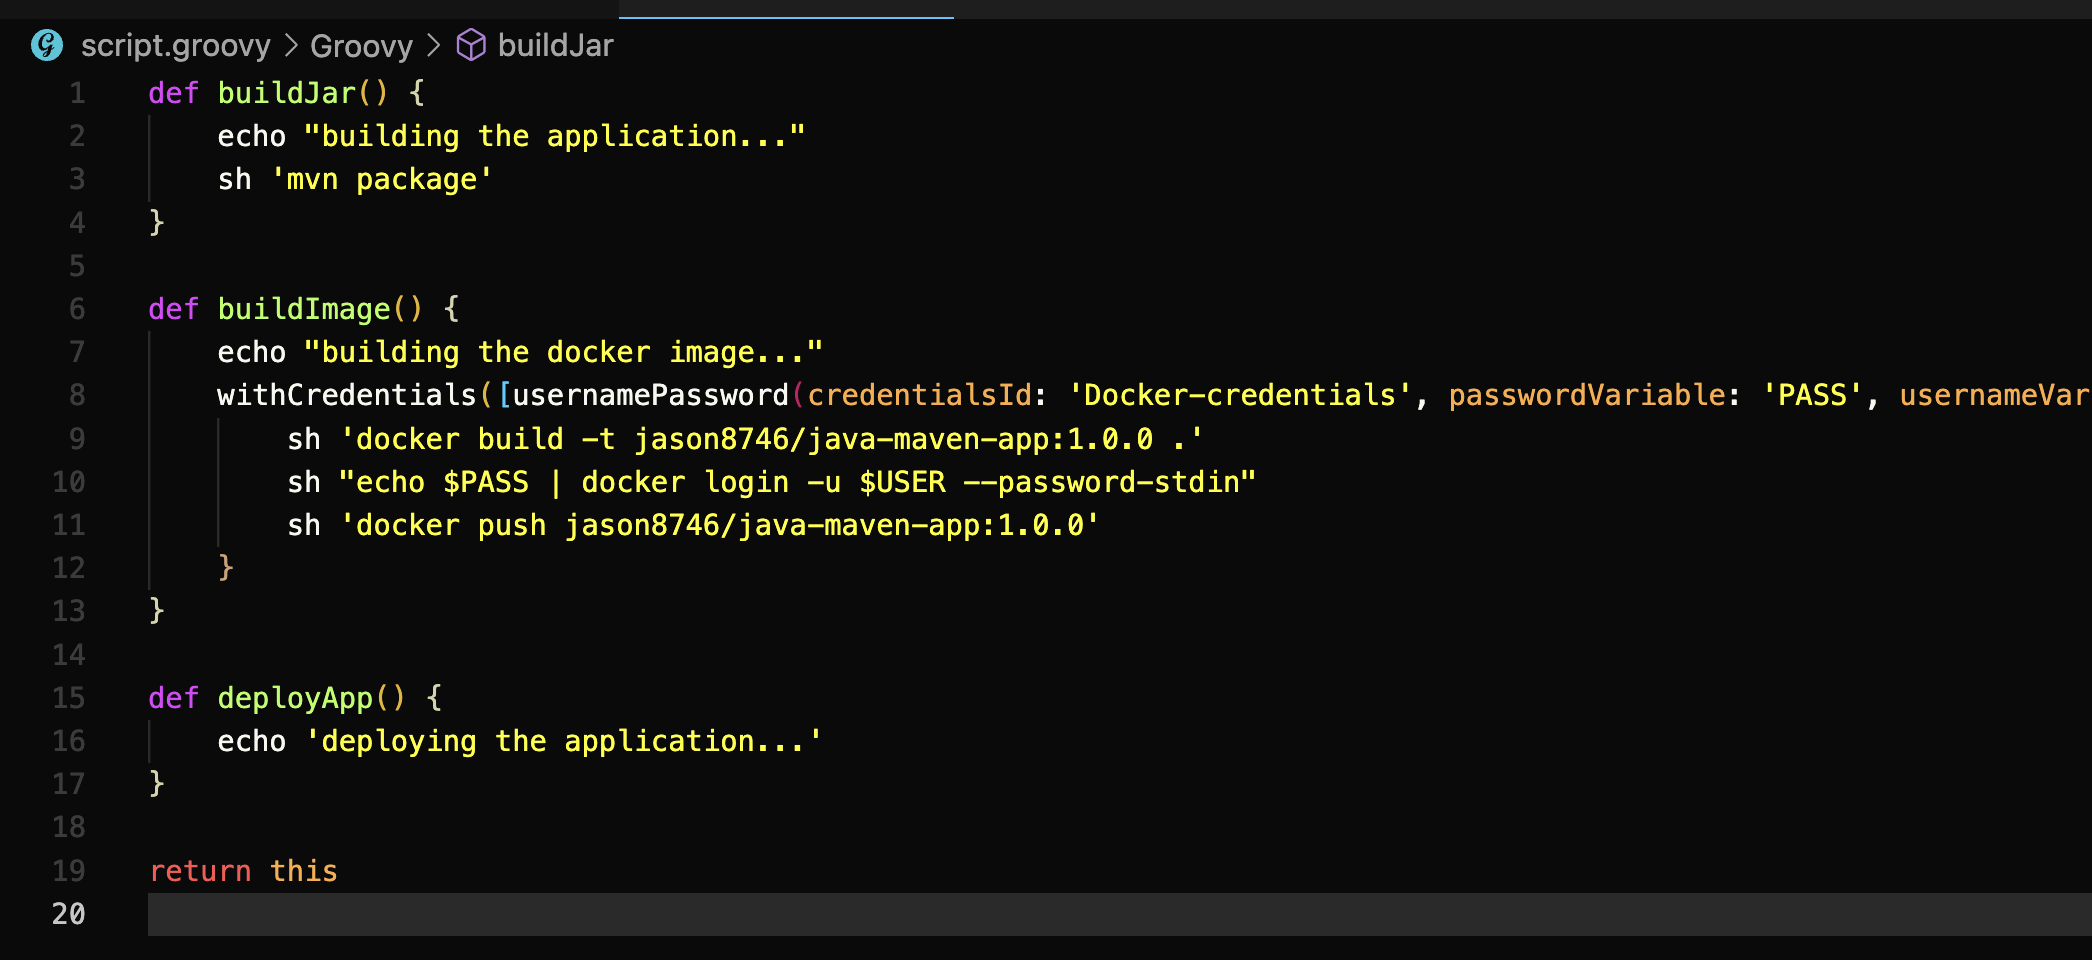 script.groovy > Groovy > buildJar
1 def buildJar() {
2     echo "building the application..."
3     sh 'mvn package'
4 }
5
6 def buildImage() {
7     echo "building the docker image..."
8     withCredentials([usernamePassword(credentialsId: 'Docker-credentials', passwordVariable: 'PASS', usernameVar
9         sh 'docker build -t jason8746/java-maven-app:1.0.0 .'
10         sh "echo $PASS | docker login -u $USER --password-stdin"
11         sh 'docker push jason8746/java-maven-app:1.0.0'
12     }
13 }
14
15 def deployApp() {
16     echo 'deploying the application...'
17 }
18
19 return this
20